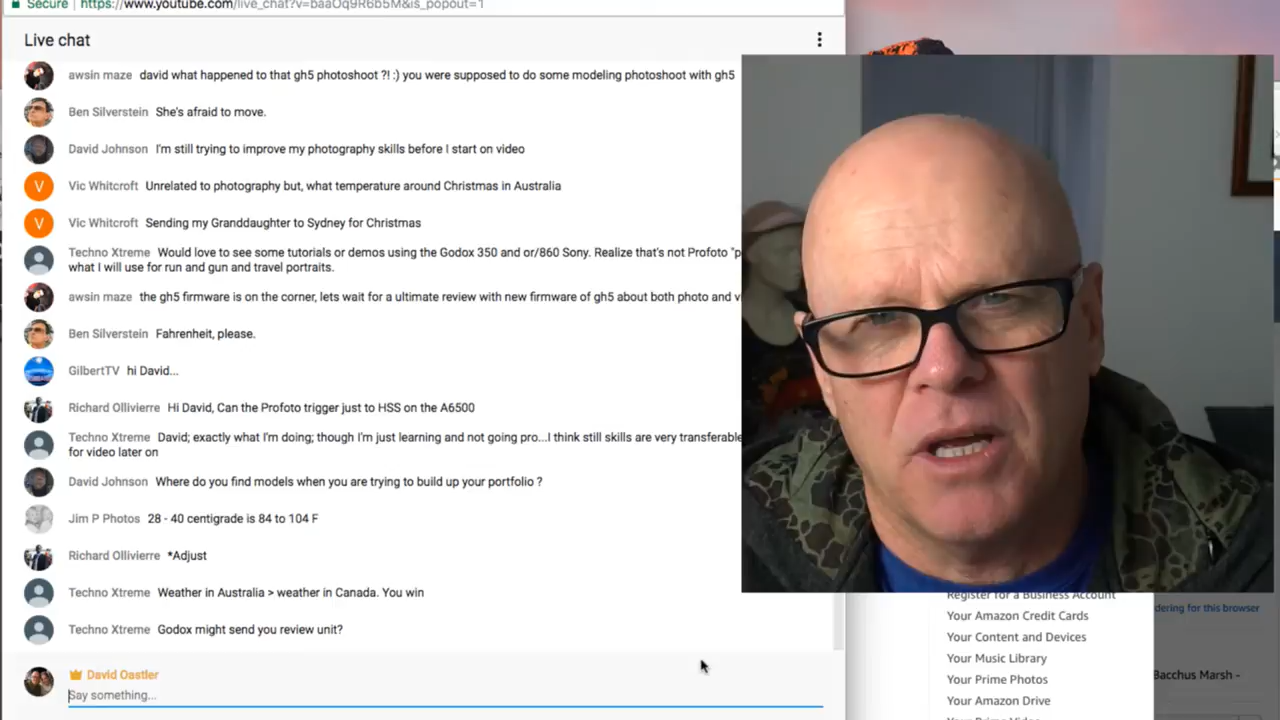 Secure https://www.youtube.com/live_chat?v=baaOq9R6b5M&is_popout=1
Live chat
awsin maze david what happened to that gh5 photoshoot ?! :) you were supposed to do some modeling photoshoot with gh5
Ben Silverstein She's afraid to move.
David Johnson I'm still trying to improve my photography skills before I start on video
V Vic Whitcroft Unrelated to photography but, what temperature around Christmas in Australia
V Vic Whitcroft Sending my Granddaughter to Sydney for Christmas
Techno Xtreme Would love to see some tutorials or demos using the Godox 350 and or/860 Sony. Realize that's not Profoto "p
what I will use for run and gun and travel portraits.
awsin maze the gh5 firmware is on the corner, lets wait for a ultimate review with new firmware of gh5 about both photo and v
Ben Silverstein Fahrenheit, please.
GilbertTV hi David...
Richard Ollivierre Hi David, Can the Profoto trigger just to HSS on the A6500
Techno Xtreme David; exactly what I'm doing; though I'm just learning and not going pro...I think still skills are very transferable
for video later on
David Johnson Where do you find models when you are trying to build up your portfolio ?
Jim P Photos 28 - 40 centigrade is 84 to 104 F
Richard Ollivierre *Adjust
Techno Xtreme Weather in Australia > weather in Canada. You win
Techno Xtreme Godox might send you review unit?
David Oastler
Say something...
Register for a Business Account
Your Amazon Credit Cards
Your Content and Devices
Your Music Library
Your Prime Photos
Your Amazon Drive
Your Prime Video
dering for this browser
Bacchus Marsh -